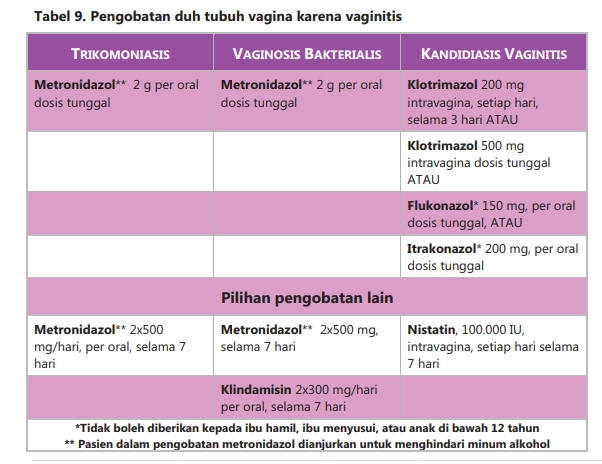 Tabel 9. Pengobatan duh tubuh vagina karena vaginitis
TRIKOMONIASIS
VAGINOSIS BAKTERIALIS
KANDIDIASIS VAGINITIS
Metronidazol** 2 g per oral
dosis tunggal
Metronidazol** 2 g per oral
dosis tunggal
Klotrimazol 200 mg
intravagina, setiap hari,
selama 3 hari ATAU
Klotrimazol 500 mg
intravagina dosis tunggal
ATAU
Flukonazol* 150 mg, per oral
dosis tunggal, ATAU
Itrakonazol* 200 mg, per oral
dosis tunggal
Pilihan pengobatan lain
Metronidazol** 2x500
mg/hari, per oral, selama 7
hari
Metronidazol** 2x500 mg,
selama 7 hari
Nistatin, 100.000 IU,
intravagina, setiap hari selama
7 hari
Klindamisin 2x300 mg/hari
per oral, selama 7 hari
*Tidak boleh diberikan kepada ibu hamil, ibu menyusui, atau anak di bawah 12 tahun
** Pasien dalam pengobatan metronidazol dianjurkan untuk menghindari minum alkohol